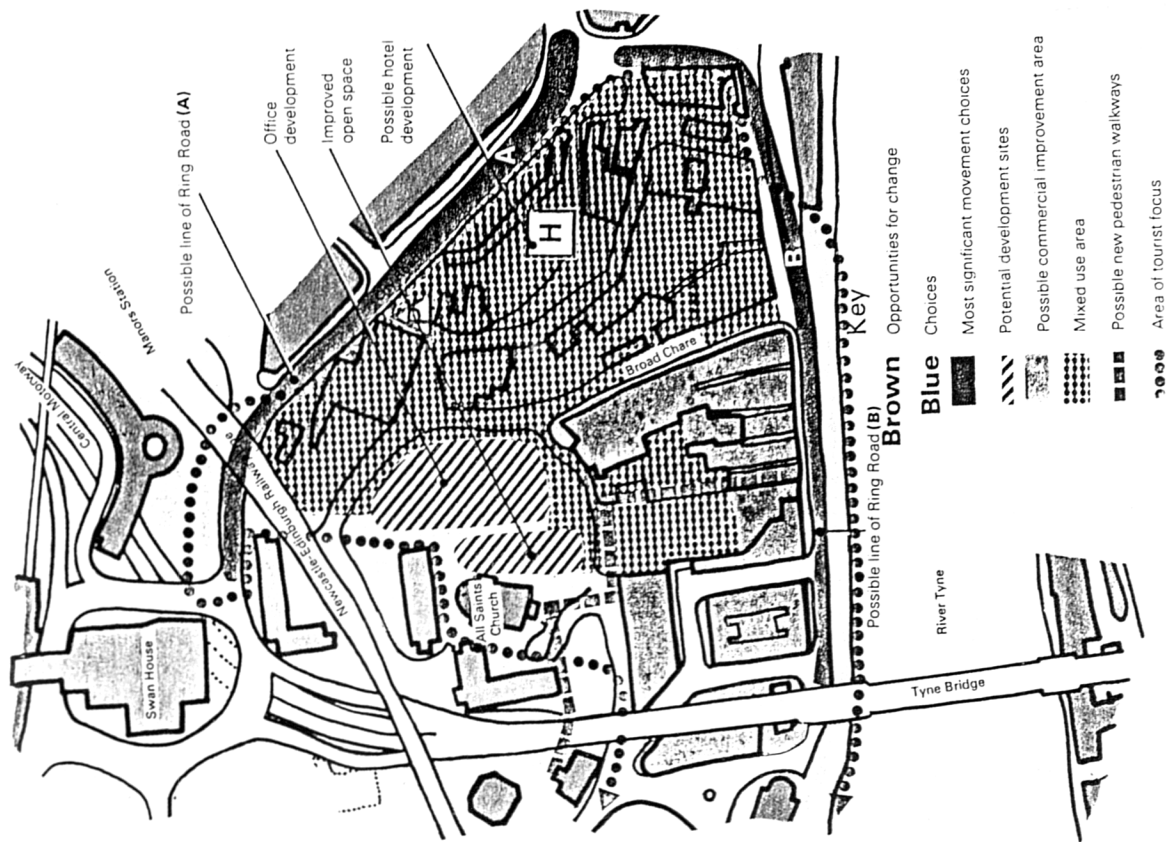 Central Motorway
Manors Station
Possible line of Ring Road (A)
Office
development
Improved
open space
Possible hotel
development
Swan House
Newcastle-Edinburgh Railway
All Saints
Church
A
H
Broad Chare
B
Possible line of Ring Road (B)
River Tyne
Tyne Bridge
Key
Brown Opportunities for change
Blue Choices
Most significant movement choices
Potential development sites
Possible commercial improvement area
Mixed use area
Possible new pedestrian walkways
Area of tourist focus